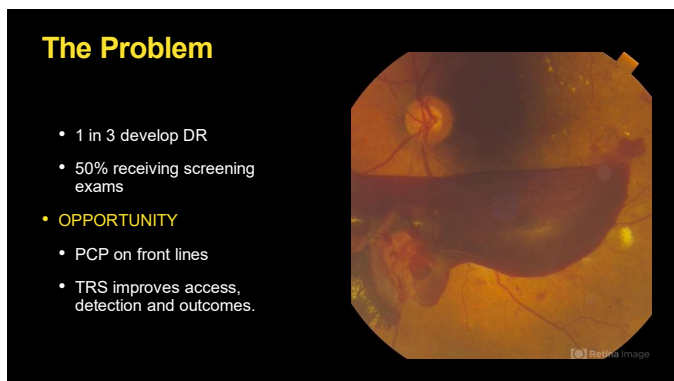 The Problem
• 1 in 3 develop DR
• 50% receiving screening
exams
• OPPORTUNITY
• PCP on front lines
• TRS improves access,
detection and outcomes.
Retina Image